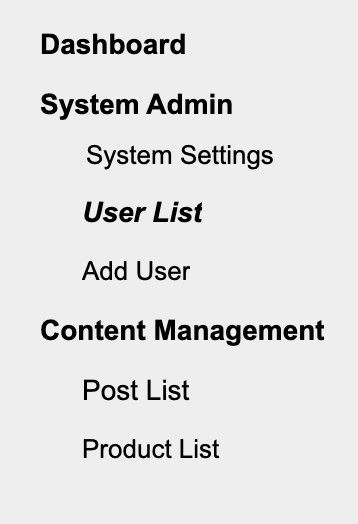 Dashboard
System Admin
System Settings
User List
Add User
Content Management
Post List
Product List